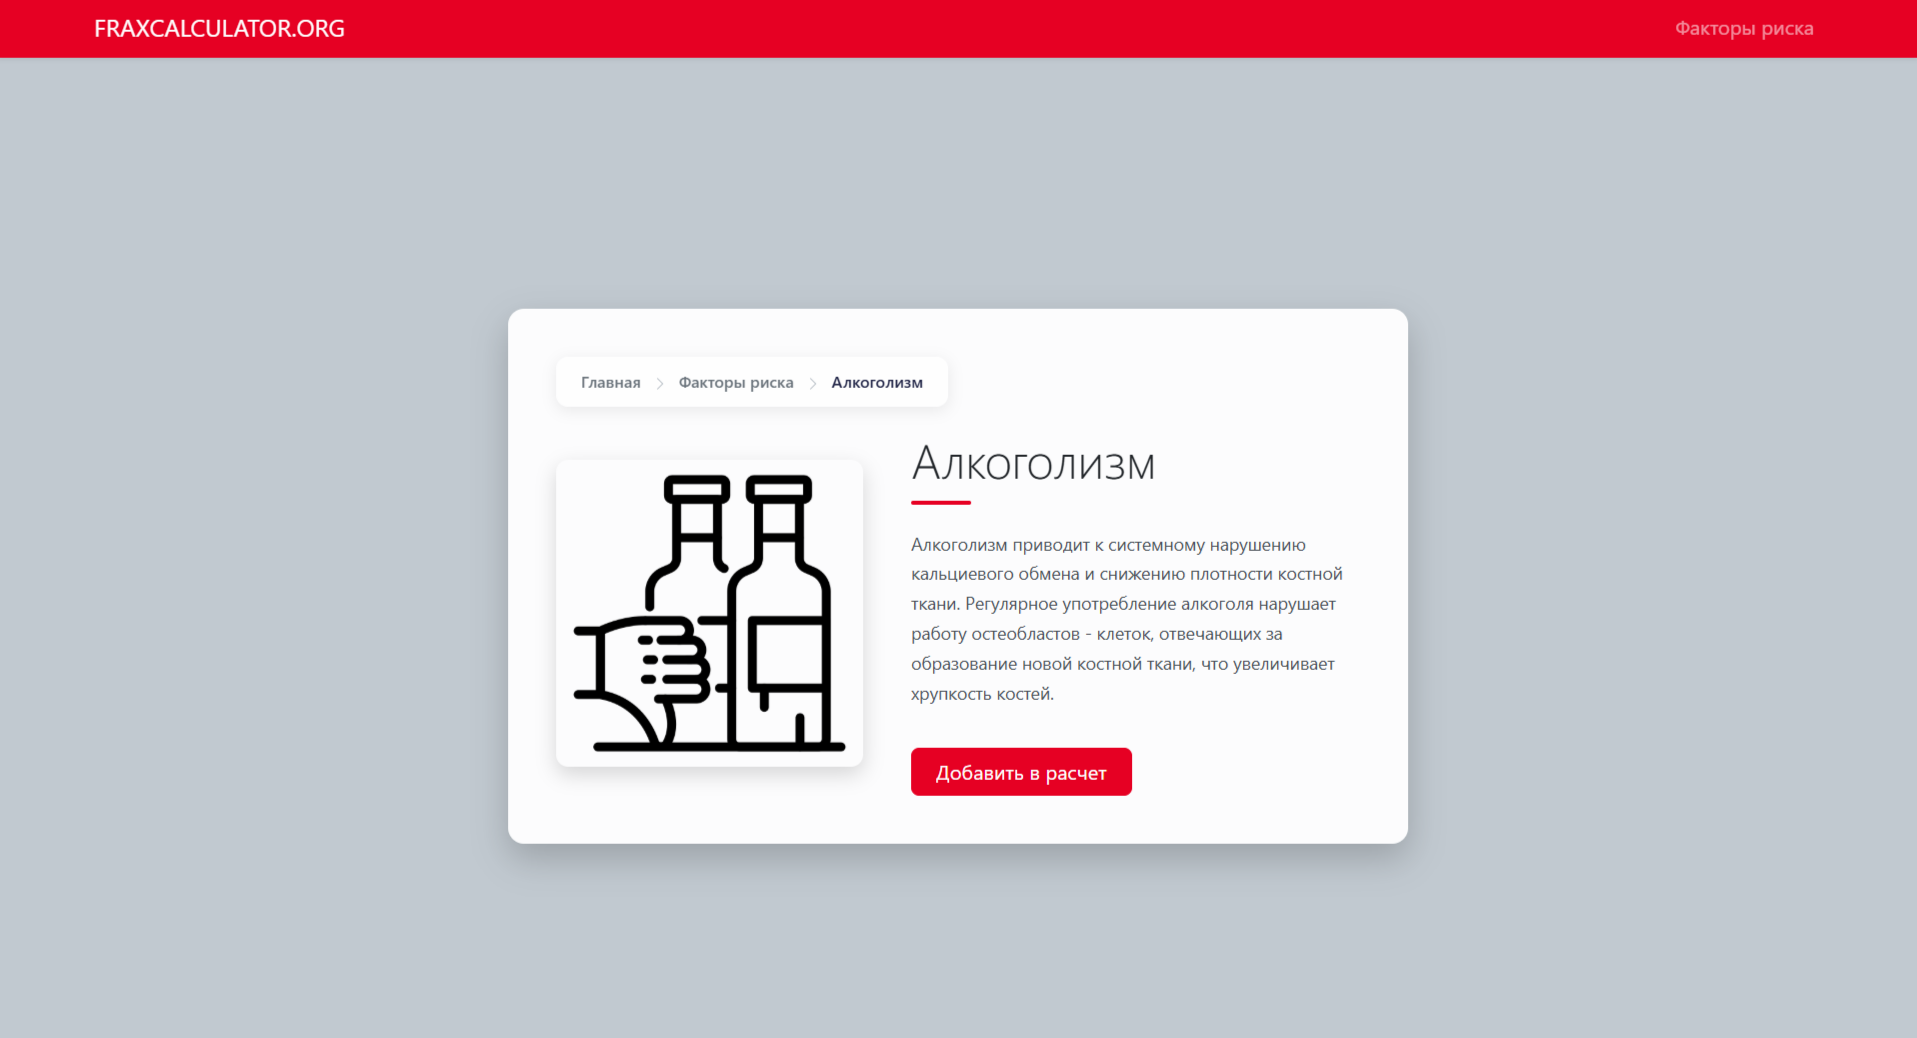 FRAXCALCULATOR.ORG
Факторы риска
Главная
Факторы риска
Алкоголизм
Алкоголизм
Алкоголизм приводит к системному нарушению
кальциевого обмена и снижению плотности костной
ткани. Регулярное употребление алкоголя нарушает
работу остеобластов - клеток, отвечающих за
образование новой костной ткани, что увеличивает
хрупкость костей.
Добавить в расчет